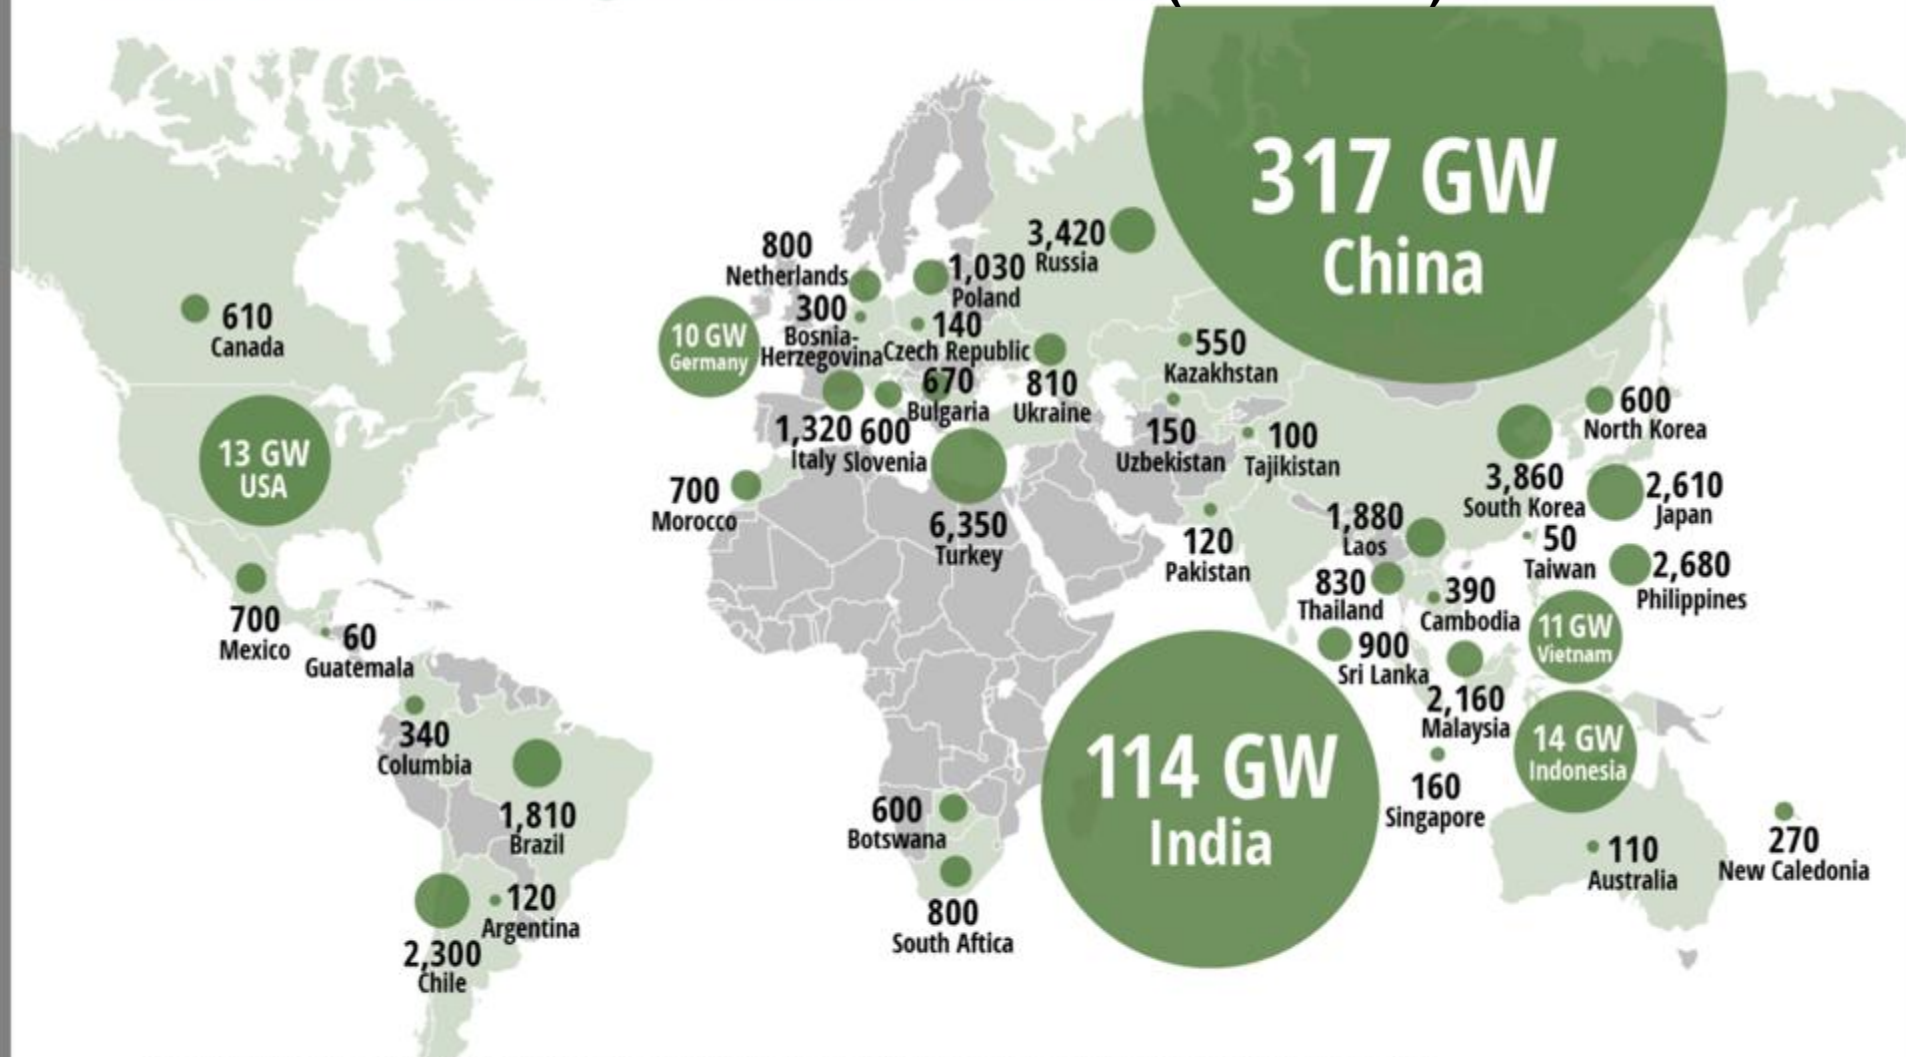 317 GW
China
3,420
Russia
800
Netherlands
1,030
Poland
300
Bosnia-
Herzegovina
140
Czech Republic
10 GW
Germany
610
Canada
550
Kazakhstan
670
Bulgaria
810
Ukraine
600
North Korea
13 GW
USA
1,320
Italy
600
Slovenia
150
Uzbekistan
100
Tajikistan
3,860
South Korea
2,610
Japan
700
Morocco
6,350
Turkey
120
Pakistan
1,880
Laos
50
Taiwan
2,680
Philippines
830
Thailand
390
Cambodia
700
Mexico
60
Guatemala
11 GW
Vietnam
900
Sri Lanka
2,160
Malaysia
14 GW
Indonesia
340
Columbia
114 GW
India
160
Singapore
1,810
Brazil
600
Botswana
110
Australia
270
New Caledonia
120
Argentina
800
South Aftica
2,300
Chile